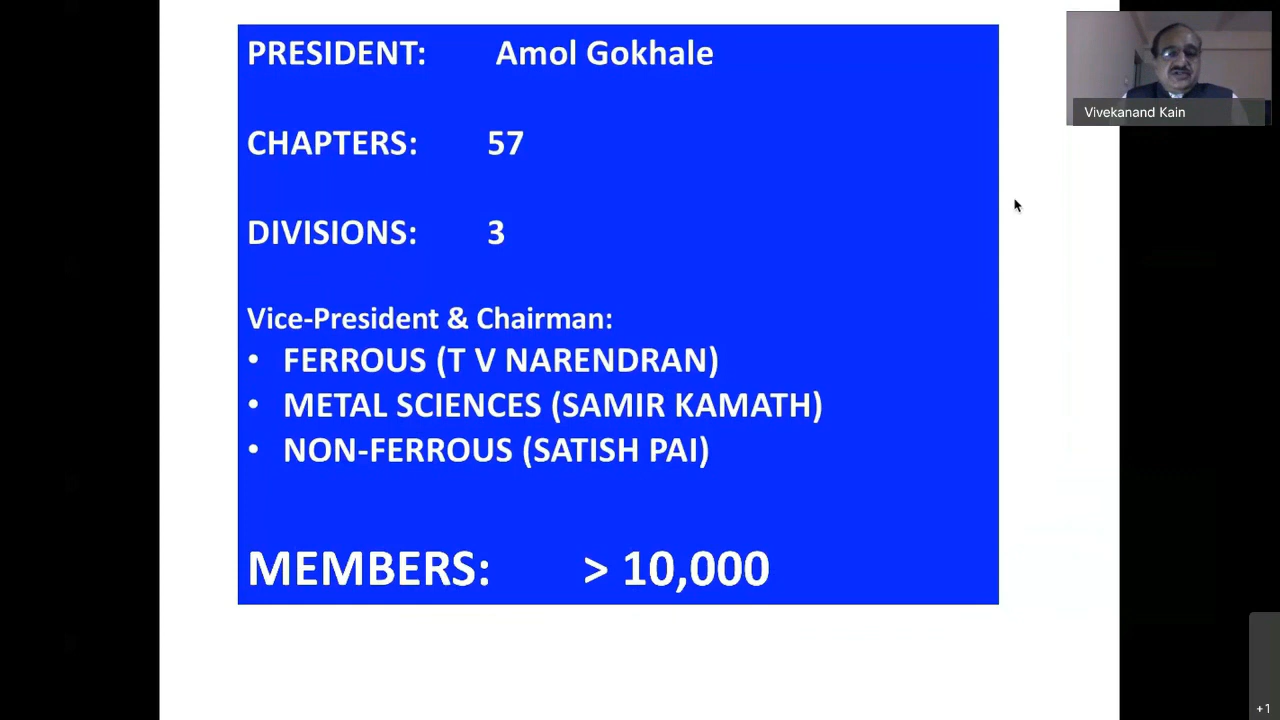 PRESIDENT: Amol Gokhale
CHAPTERS: 57
DIVISIONS: 3
Vice-President & Chairman:
• FERROUS (T V NARENDRAN)
• METAL SCIENCES (SAMIR KAMATH)
• NON-FERROUS (SATISH PAI)
MEMBERS: > 10,000
Vivekanand Kain
+1